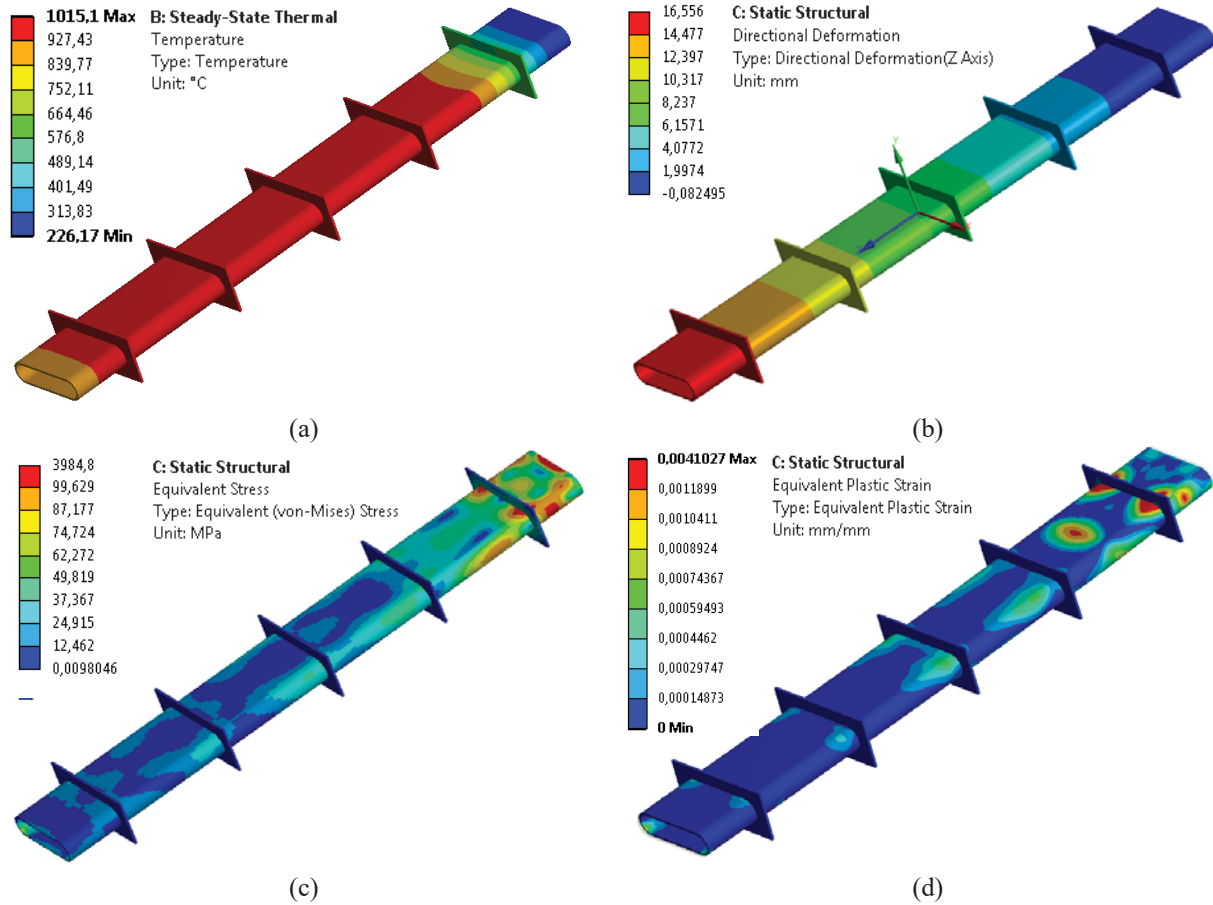 1015,1 Max
927,43
839,77
752,11
664,46
576,8
489,14
401,49
313,83
226,17 Min
B: Steady-State Thermal
Temperature
Type: Temperature
Unit: °C
(a)
16,556
14,477
12,397
10,317
8,237
6,1571
4,0772
1,9974
-0,082495
C: Static Structural
Directional Deformation
Type: Directional Deformation(Z Axis)
Unit: mm
Y
(b)
3984,8
99,629
87,177
74,724
62,272
49,819
37,367
24,915
12,462
0,0098046
C: Static Structural
Equivalent Stress
Type: Equivalent (von-Mises) Stress
Unit: MPa
(c)
0,0041027 Max
0,0011899
0,0010411
0,0008924
0,00074367
0,00059493
0,0004462
0,00029747
0,00014873
0 Min
C: Static Structural
Equivalent Plastic Strain
Type: Equivalent Plastic Strain
Unit: mm/mm
(d)